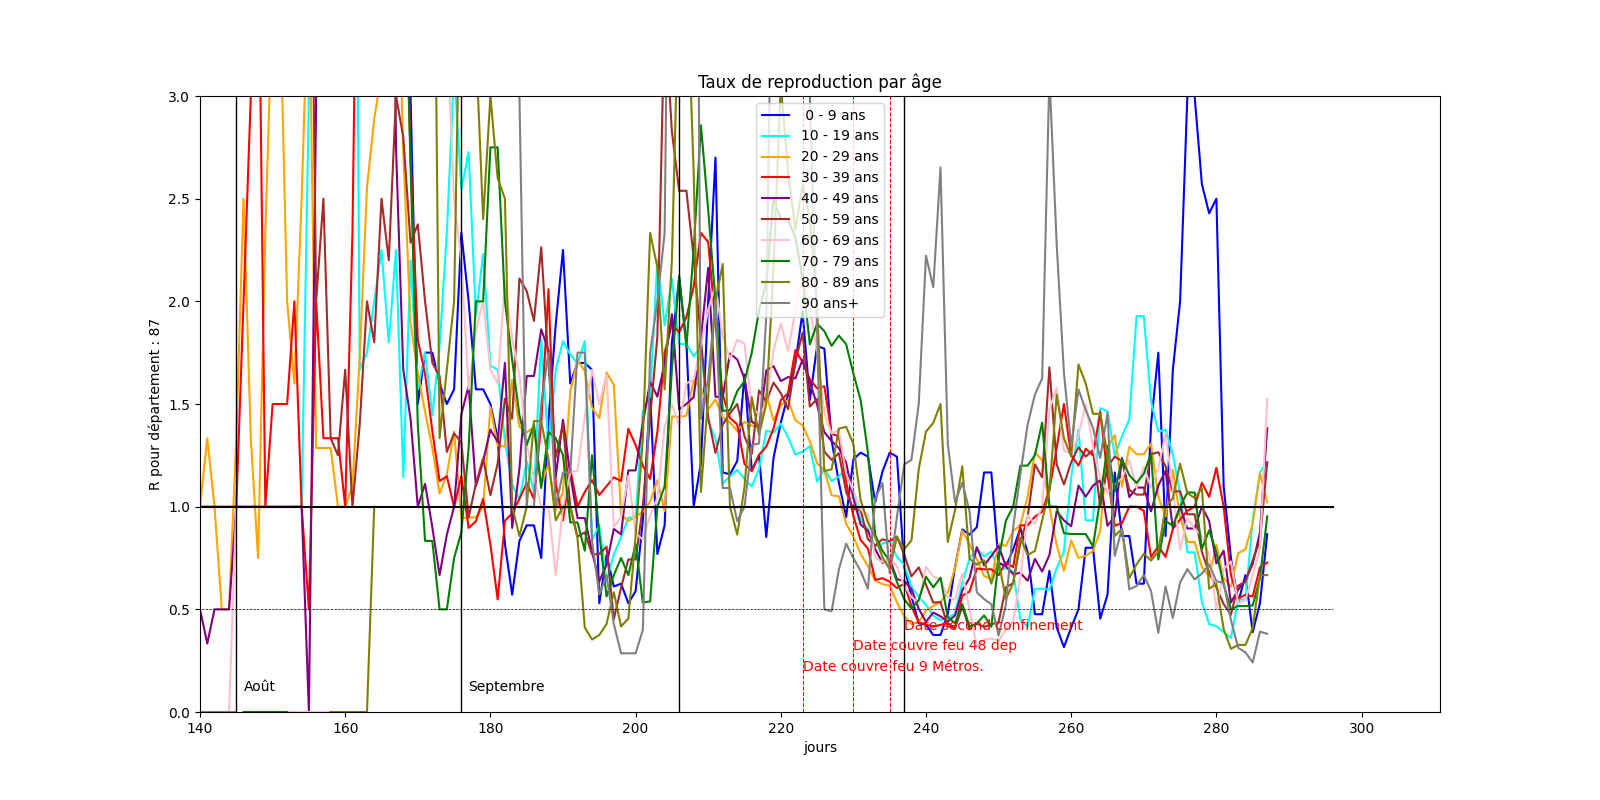 Taux de reproduction par âge
3.0
2.5
2.0
1.5
1.0
0.5
0.0
R pour département : 87
0 - 9 ans
10 - 19 ans
20 - 29 ans
30 - 39 ans
40 - 49 ans
50 - 59 ans
60 - 69 ans
70 - 79 ans
80 - 89 ans
90 ans+
Date second confinement
Date couvre feu 48 dep
Date couvre feu 9 Métros.
Août
Septembre
140 160 180 200 220 240 260 280 300
jours